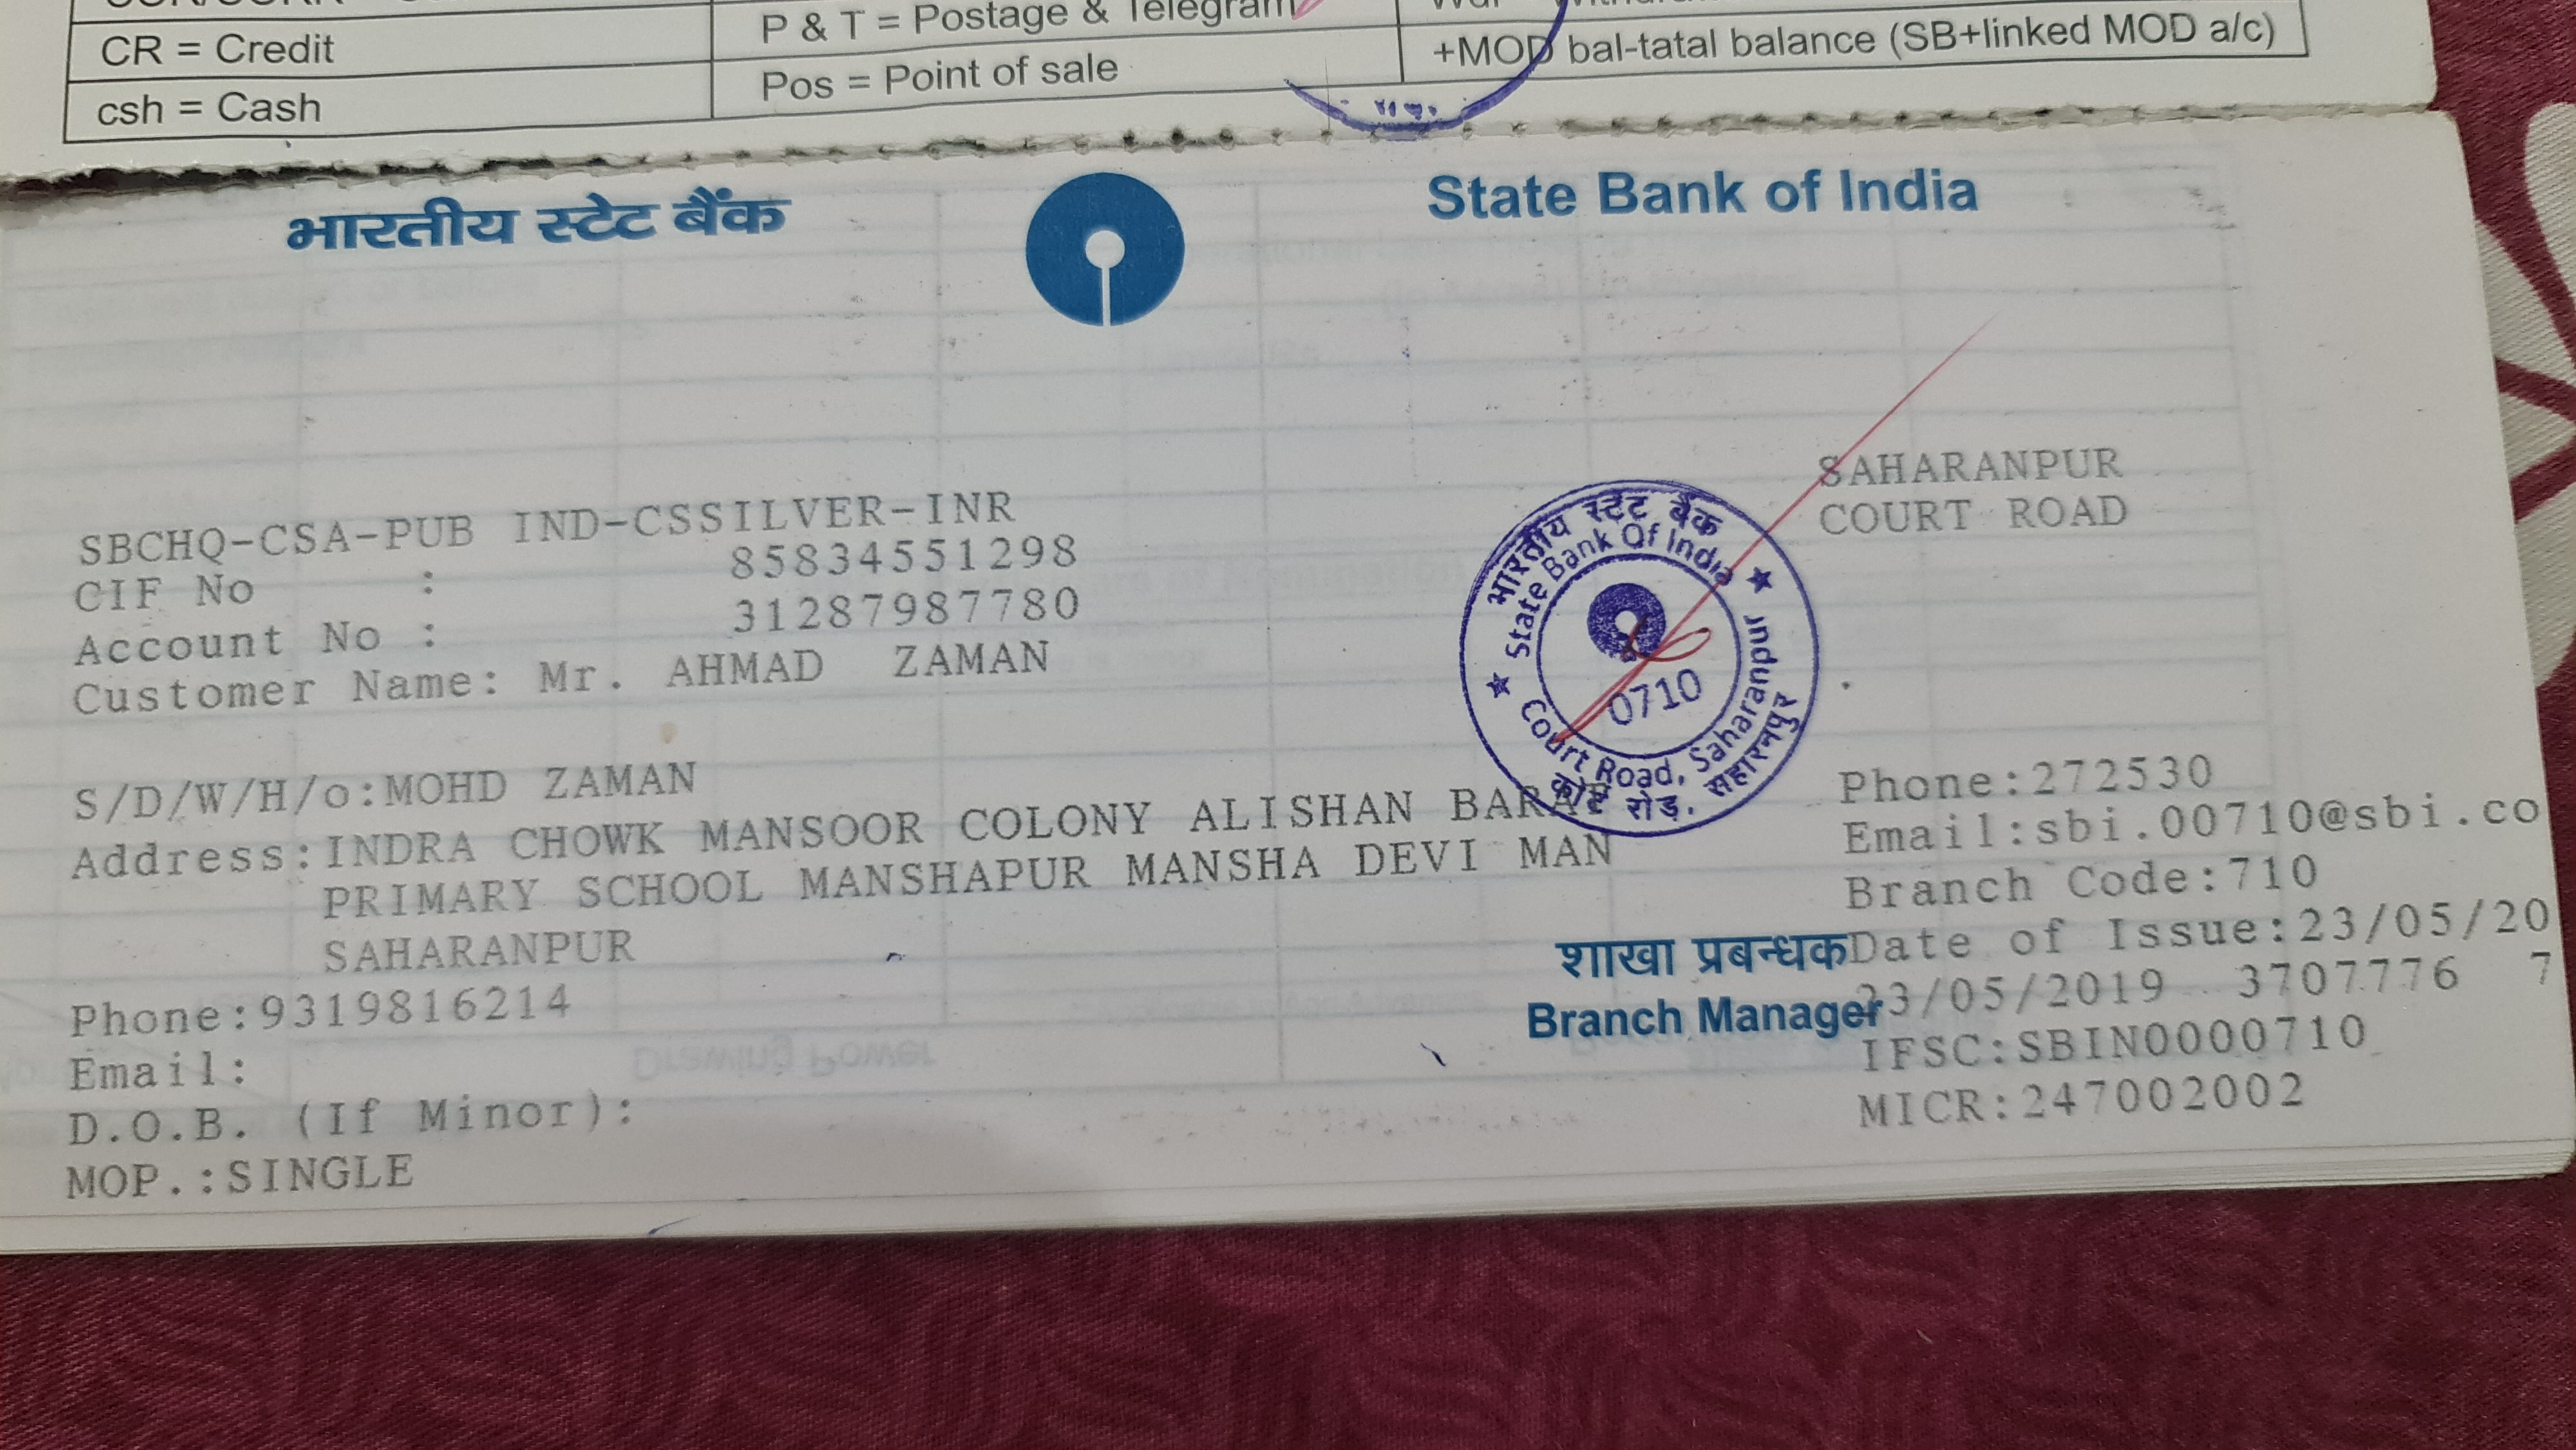 CR = Credit
P & T = Postage & Telegram
+MOD bal-tatal balance (SB+linked MOD a/c)
csh = Cash
Pos = Point of sale
भारतीय स्टेट बैंक
State Bank of India
SAHARANPUR
COURT ROAD
SBCHQ-CSA-PUB IND-CSSILVER-INR
CIF No : 85834551298
Account No : 31287987780
Customer Name: Mr. AHMAD ZAMAN
भारतीय स्टेट बैंक
State Bank Of India
0710
Court Road, Saharanpur
कोर्ट रोड़, सहारनपुर
S/D/W/H/o:MOHD ZAMAN
Address:INDRA CHOWK MANSOOR COLONY ALISHAN
PRIMARY SCHOOL MANSHAPUR MANSHA DEVI MAN
SAHARANPUR
Phone:9319816214
Email:
D.O.B. (If Minor):
MOP.:SINGLE
Phone:272530
Email:sbi.00710@sbi.co
Branch Code:710
Date of Issue:23/05/20
23/05/2019 3707776 7
IFSC:SBIN0000710
MICR:247002002
शाखा प्रबन्धक
Branch Manager
Drawing Power